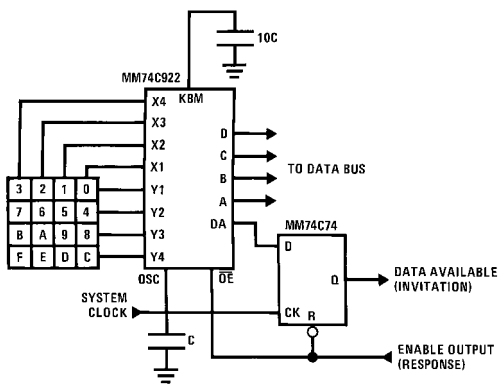 10C
MM74C922
KBM
X4
X3
X2
X1
Y1
Y2
Y3
Y4
D
C
B
A
DA
TO DATA BUS
3 2 1 0
7 6 5 4
B A 9 8
F E D C
OSC
OE
MM74C74
D
Q
CK
R
DATA AVAILABLE
(INVITATION)
SYSTEM
CLOCK
C
ENABLE OUTPUT
(RESPONSE)